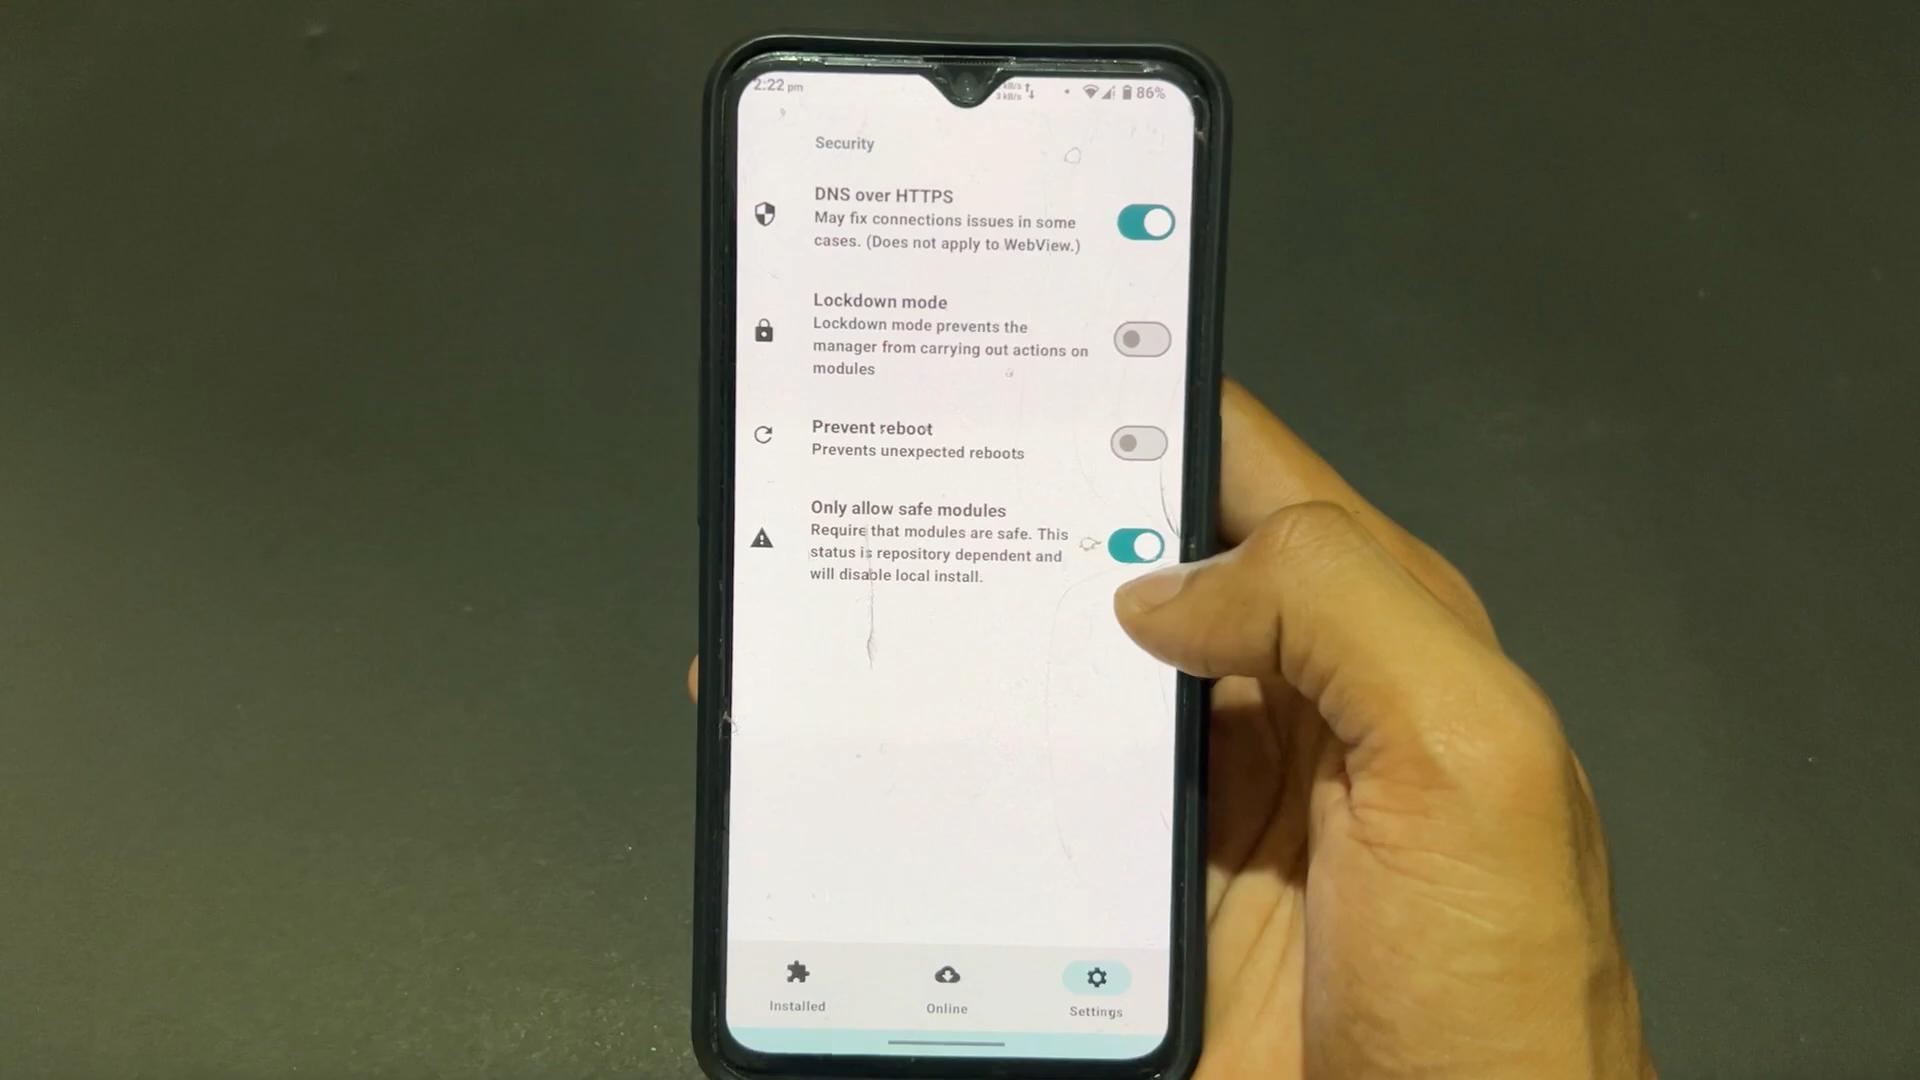 2:22 pm
kB/s
3 kB/s
86%
Security
DNS over HTTPS
May fix connections issues in some
cases. (Does not apply to WebView.)
Lockdown mode
Lockdown mode prevents the
manager from carrying out actions on
modules
Prevent reboot
Prevents unexpected reboots
Only allow safe modules
Require that modules are safe. This
status is repository dependent and
will disable local install.
Installed
Online
Settings